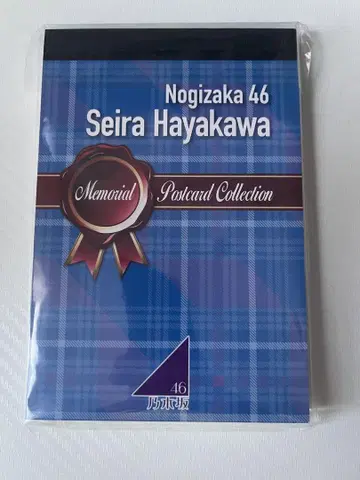 Nogizaka 46
Seira Hayakawa
Memorial Postcard Collection
46
乃木坂